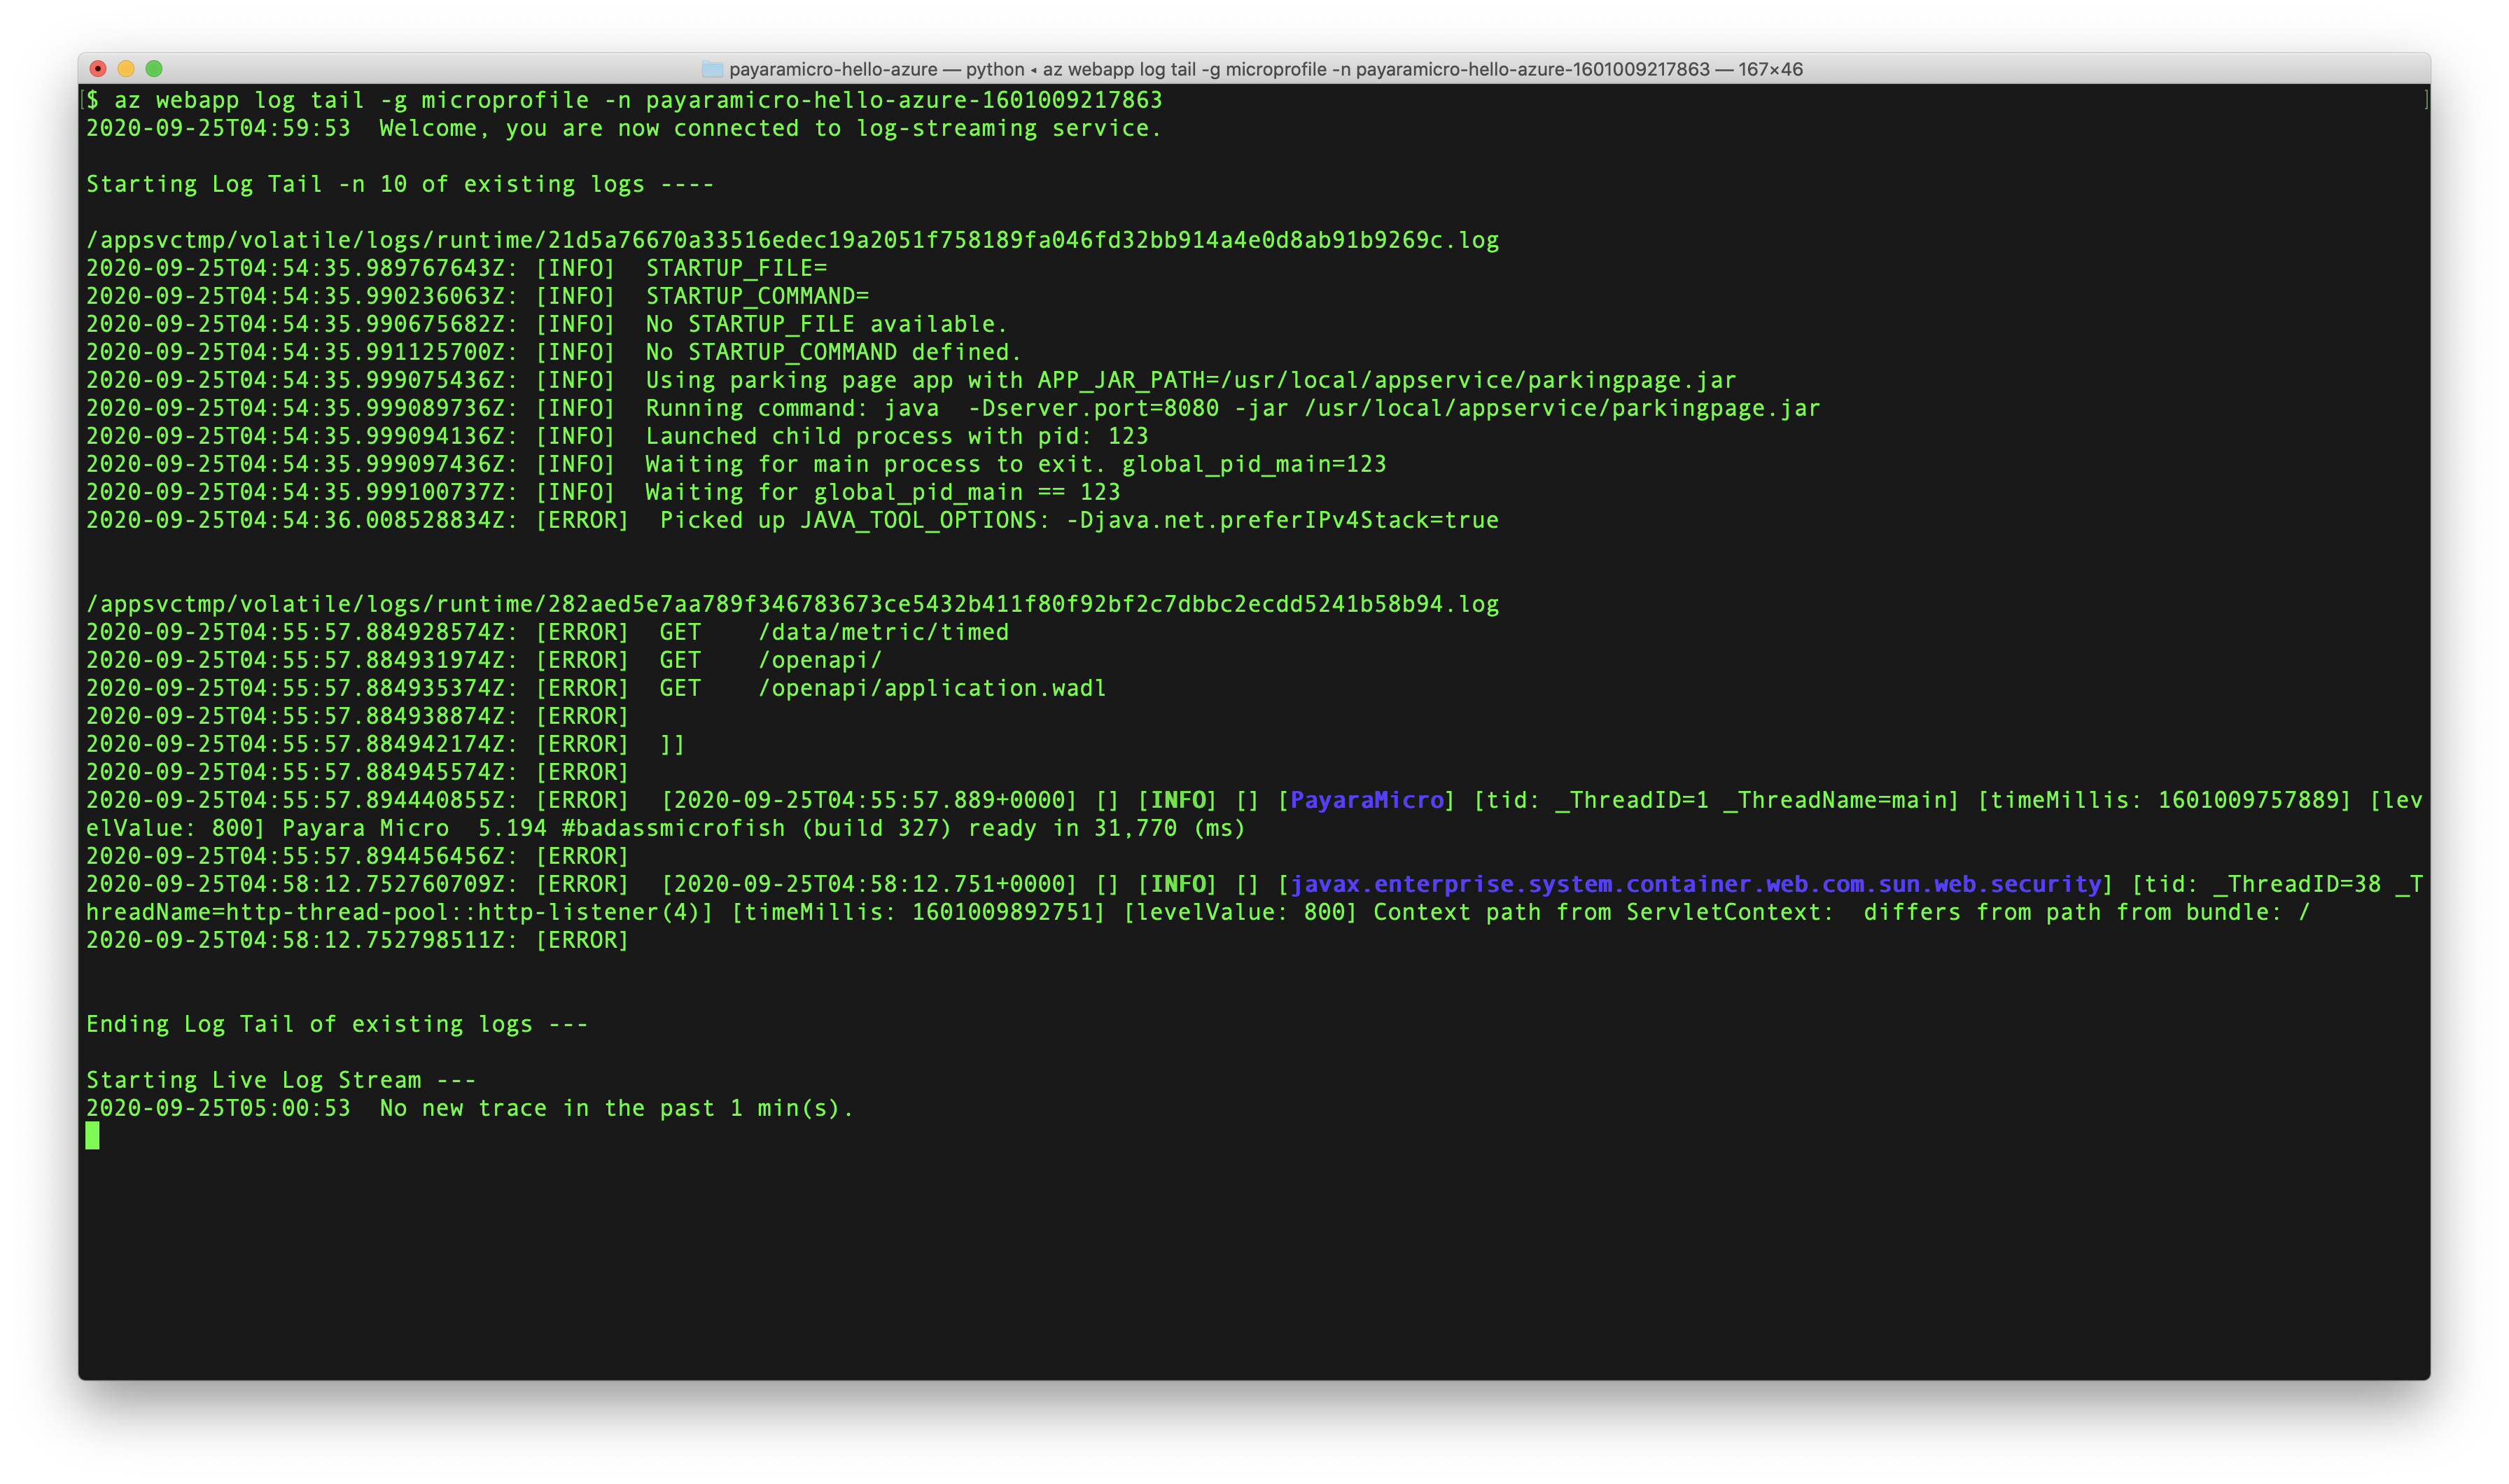 payaramicro-hello-azure — python ◂ az webapp log tail -g microprofile -n payaramicro-hello-azure-1601009217863 — 167×46
[$ az webapp log tail -g microprofile -n payaramicro-hello-azure-1601009217863 ]
2020-09-25T04:59:53  Welcome, you are now connected to log-streaming service.
Starting Log Tail -n 10 of existing logs ----
/appsvctmp/volatile/logs/runtime/21d5a76670a33516edec19a2051f758189fa046fd32bb914a4e0d8ab91b9269c.log
2020-09-25T04:54:35.989767643Z: [INFO]  STARTUP_FILE=
2020-09-25T04:54:35.990236063Z: [INFO]  STARTUP_COMMAND=
2020-09-25T04:54:35.990675682Z: [INFO]  No STARTUP_FILE available.
2020-09-25T04:54:35.991125700Z: [INFO]  No STARTUP_COMMAND defined.
2020-09-25T04:54:35.999075436Z: [INFO]  Using parking page app with APP_JAR_PATH=/usr/local/appservice/parkingpage.jar
2020-09-25T04:54:35.999089736Z: [INFO]  Running command: java  -Dserver.port=8080 -jar /usr/local/appservice/parkingpage.jar
2020-09-25T04:54:35.999094136Z: [INFO]  Launched child process with pid: 123
2020-09-25T04:54:35.999097436Z: [INFO]  Waiting for main process to exit. global_pid_main=123
2020-09-25T04:54:35.999100737Z: [INFO]  Waiting for global_pid_main == 123
2020-09-25T04:54:36.008528834Z: [ERROR]  Picked up JAVA_TOOL_OPTIONS: -Djava.net.preferIPv4Stack=true
/appsvctmp/volatile/logs/runtime/282aed5e7aa789f346783673ce5432b411f80f92bf2c7dbbc2ecdd5241b58b94.log
2020-09-25T04:55:57.884928574Z: [ERROR]  GET    /data/metric/timed
2020-09-25T04:55:57.884931974Z: [ERROR]  GET    /openapi/
2020-09-25T04:55:57.884935374Z: [ERROR]  GET    /openapi/application.wadl
2020-09-25T04:55:57.884938874Z: [ERROR]
2020-09-25T04:55:57.884942174Z: [ERROR]  ]]
2020-09-25T04:55:57.884945574Z: [ERROR]
2020-09-25T04:55:57.894440855Z: [ERROR]  [2020-09-25T04:55:57.889+0000] [] [INFO] [] [PayaraMicro] [tid: _ThreadID=1 _ThreadName=main] [timeMillis: 1601009757889] [lev
elValue: 800] Payara Micro  5.194 #badassmicrofish (build 327) ready in 31,770 (ms)
2020-09-25T04:55:57.894456456Z: [ERROR]
2020-09-25T04:58:12.752760709Z: [ERROR]  [2020-09-25T04:58:12.751+0000] [] [INFO] [] [javax.enterprise.system.container.web.com.sun.web.security] [tid: _ThreadID=38 _T
hreadName=http-thread-pool::http-listener(4)] [timeMillis: 1601009892751] [levelValue: 800] Context path from ServletContext:  differs from path from bundle: /
2020-09-25T04:58:12.752798511Z: [ERROR]
Ending Log Tail of existing logs ---
Starting Live Log Stream ---
2020-09-25T05:00:53  No new trace in the past 1 min(s).